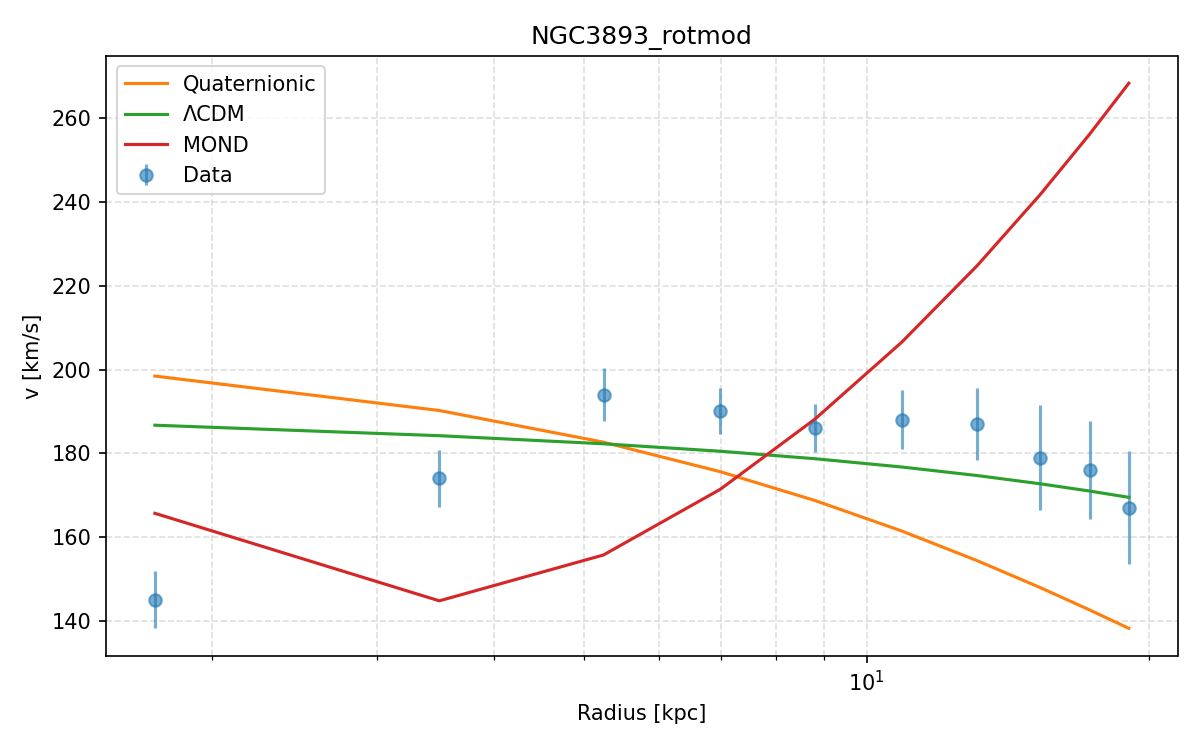 NGC3893_rotmod
Quaternionic
ΛCDM
MOND
Data
v [km/s]
260
240
220
200
180
160
140
10¹
Radius [kpc]